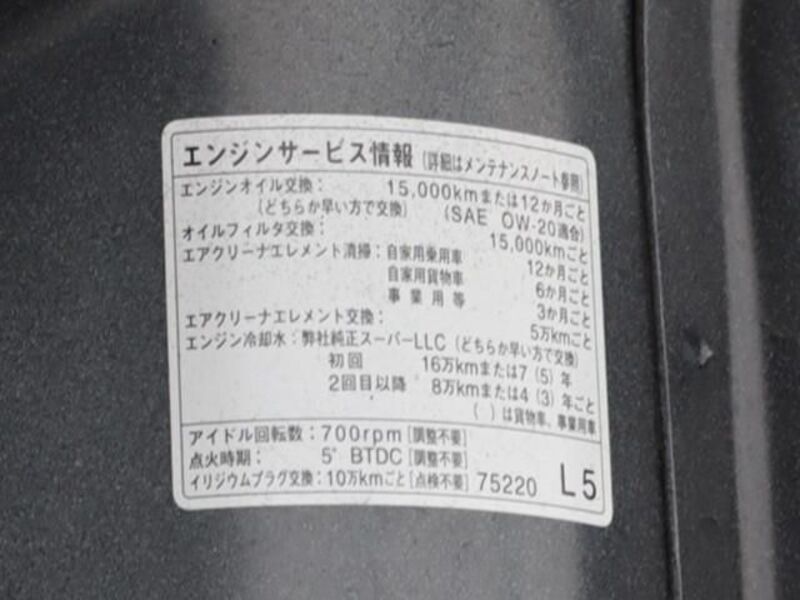 エンジンサービス情報(詳細はメンテナンスノート参照)
エンジンオイル交換: 15,000kmまたは12か月ごと
(どちらか早い方で交換) (SAE 0W-20適合)
オイルフィルタ交換: 15,000kmごと
エアクリーナエレメント清掃:自家用乗用車 12か月ごと
自家用貨物車 6か月ごと
事業用等 3か月ごと
エアクリーナエレメント交換: 5万kmごと
エンジン冷却水:弊社純正スーパーLLC(どちらか早い方で交換)
初回 16万kmまたは7(5)年
2回目以降 8万kmまたは4(3)年ごと
( )は貨物車、事業用車
アイドル回転数:700rpm[調整不要]
点火時期: 5°BTDC[調整不要]
イリジウムプラグ交換:10万kmごと[点検不要] 75220 L5